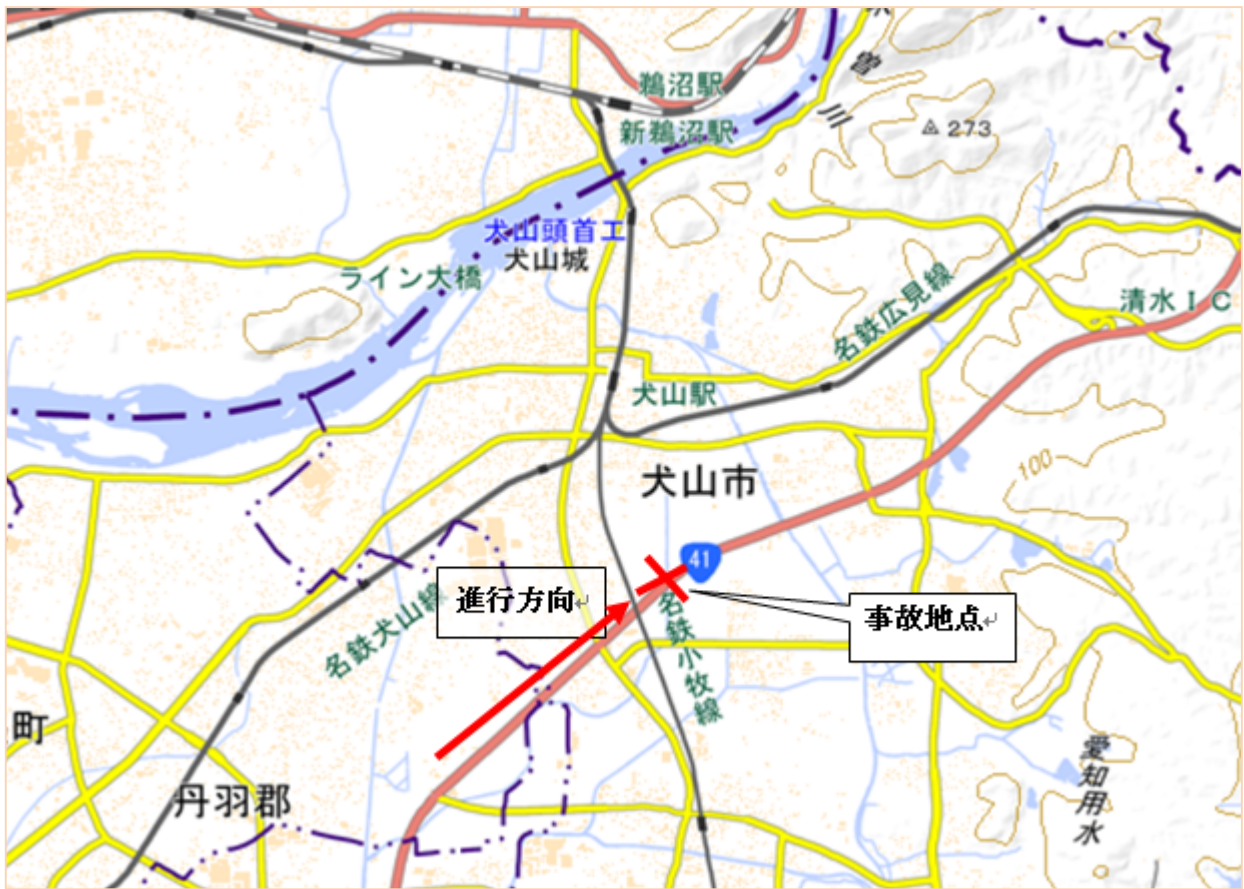 木曽川
鵜沼駅
新鵜沼駅
273
犬山頭首工
犬山城
ライン大橋
名鉄広見線
清水IC
犬山駅
犬山市
100
41
進行方向
事故地点
名鉄犬山線
名鉄小牧線
町
丹羽郡
愛知用水